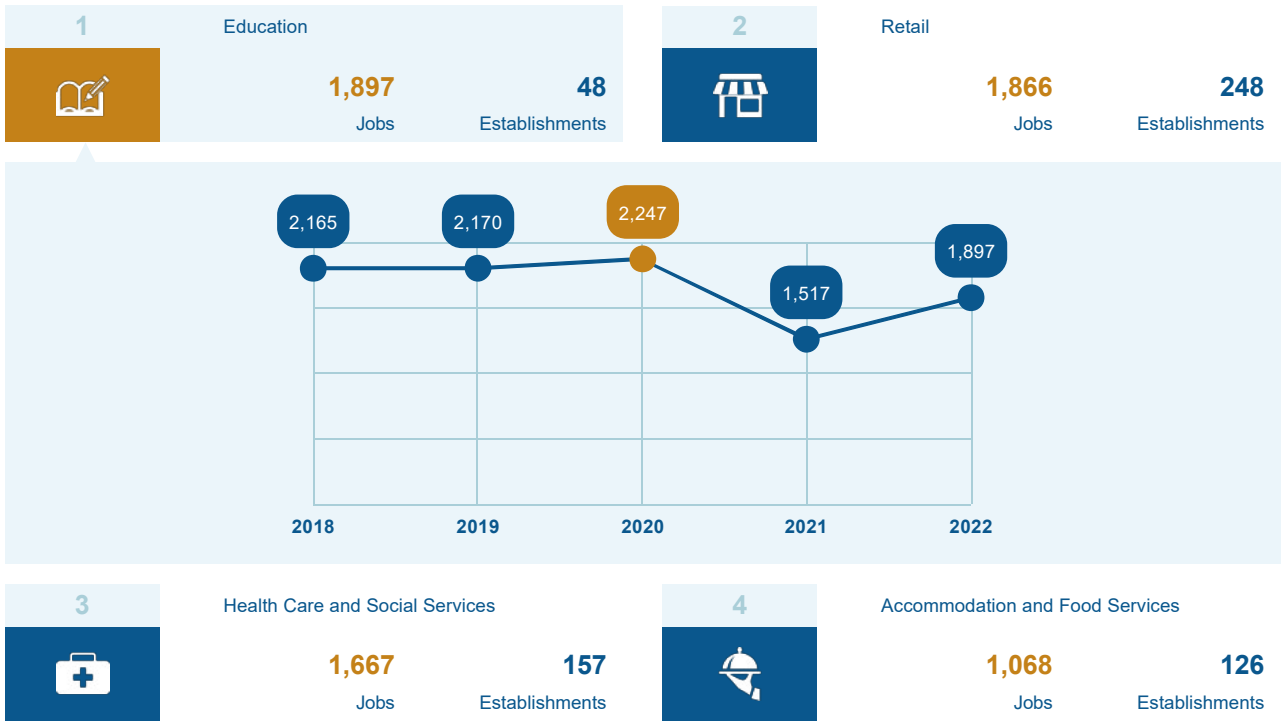 1
Education
1,897
48
Jobs
Establishments
2
Retail
1,866
248
Jobs
Establishments
2,165
2,170
2,247
1,517
1,897
2018
2019
2020
2021
2022
3
Health Care and Social Services
1,667
157
Jobs
Establishments
4
Accommodation and Food Services
1,068
126
Jobs
Establishments